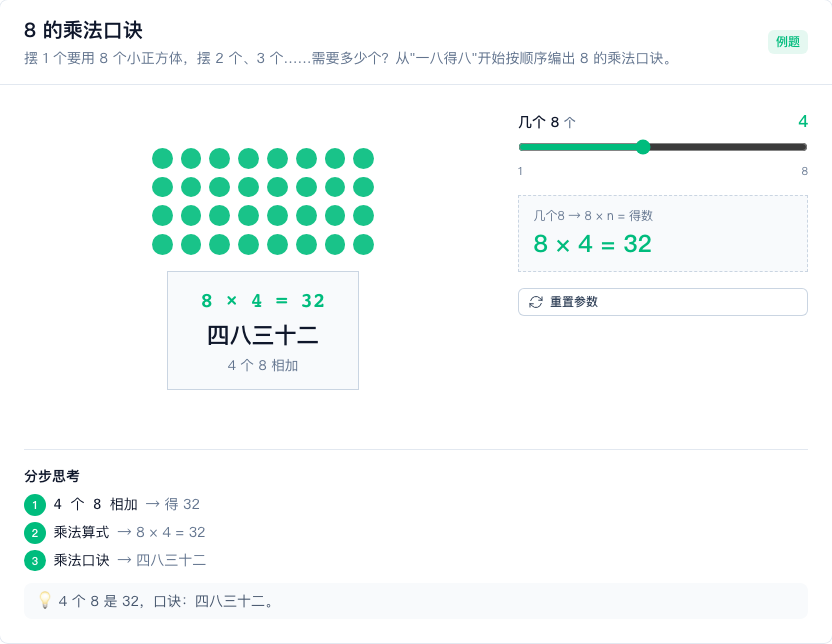 8 的乘法口诀
摆 1 个要用 8 个小正方体，摆 2 个、3 个……需要多少个？从"一八得八"开始按顺序编出 8 的乘法口诀。
例题
8 × 4 = 32
四八三十二
4 个 8 相加
几个 8 个
4
1
8
几个8 → 8 × n = 得数
8 × 4 = 32
重置参数
分步思考
1 4 个 8 相加 → 得 32
2 乘法算式 → 8 × 4 = 32
3 乘法口诀 → 四八三十二
💡 4 个 8 是 32，口诀：四八三十二。